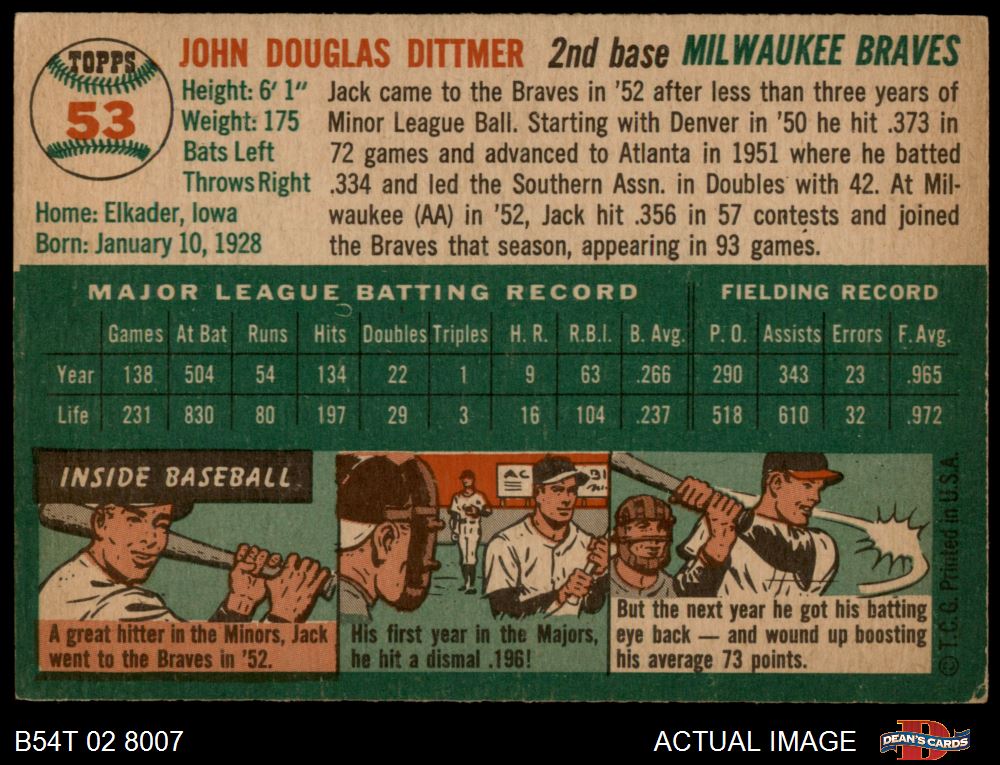 TOPPS
53
JOHN DOUGLAS DITTMER 2nd base MILWAUKEE BRAVES
Height: 6' 1"
Weight: 175
Bats Left
Throws Right
Home: Elkader, Iowa
Born: January 10, 1928
Jack came to the Braves in '52 after less than three years of
Minor League Ball. Starting with Denver in '50 he hit .373 in
72 games and advanced to Atlanta in 1951 where he batted
.334 and led the Southern Assn. in Doubles with 42. At Mil-
waukee (AA) in '52, Jack hit .356 in 57 contests and joined
the Braves that season, appearing in 93 games.
MAJOR LEAGUE BATTING RECORD FIELDING RECORD
Games At Bat Runs Hits Doubles Triples H. R. R.B.I. B. Avg. P. O. Assists Errors F. Avg.
Year 138 504 54 134 22 1 9 63 .266 290 343 23 .965
Life 231 830 80 197 29 3 16 104 .237 518 610 32 .972
INSIDE BASEBALL
A great hitter in the Minors, Jack
went to the Braves in '52.
AC
BI
His first year in the Majors,
he hit a dismal .196!
But the next year he got his batting
eye back — and wound up boosting
his average 73 points.
© T.C.G. Printed in U.S.A.
B54T 02 8007
ACTUAL IMAGE
DEAN'S CARDS